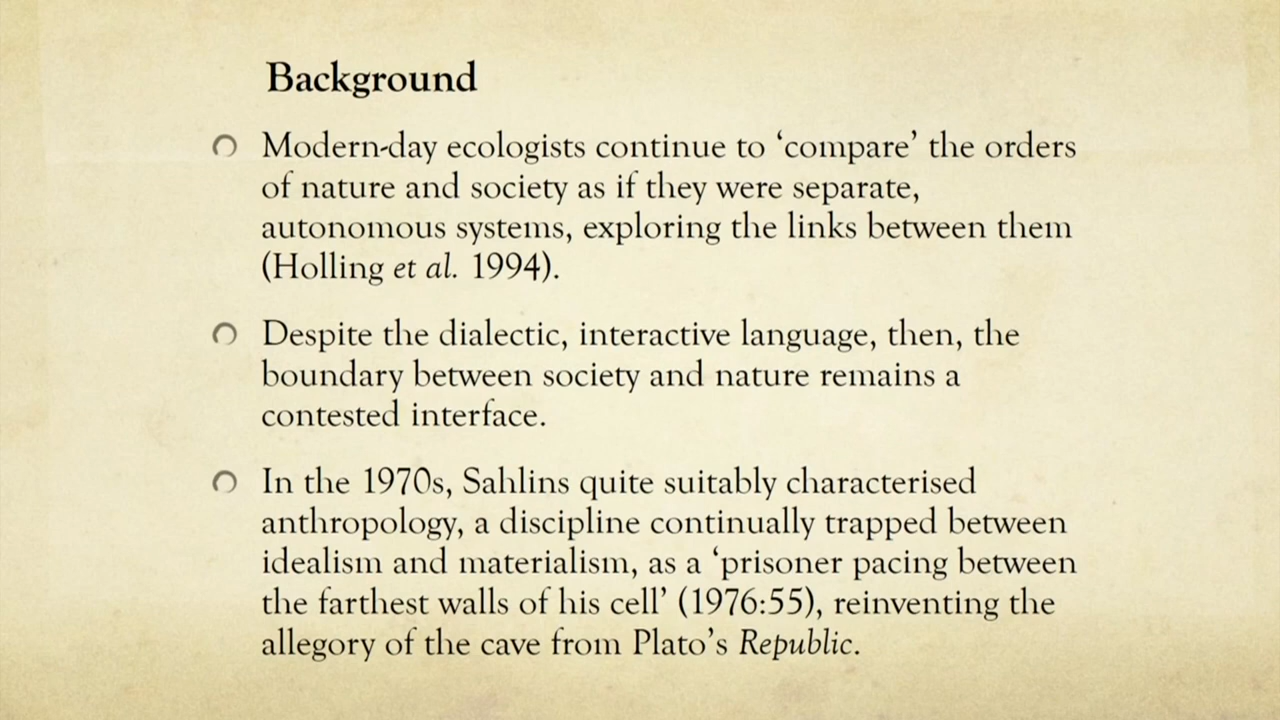 Background
Modern-day ecologists continue to ‘compare’ the orders
of nature and society as if they were separate,
autonomous systems, exploring the links between them
(Holling et al. 1994).
Despite the dialectic, interactive language, then, the
boundary between society and nature remains a
contested interface.
In the 1970s, Sahlins quite suitably characterised
anthropology, a discipline continually trapped between
idealism and materialism, as a ‘prisoner pacing between
the farthest walls of his cell’ (1976:55), reinventing the
allegory of the cave from Plato’s Republic.